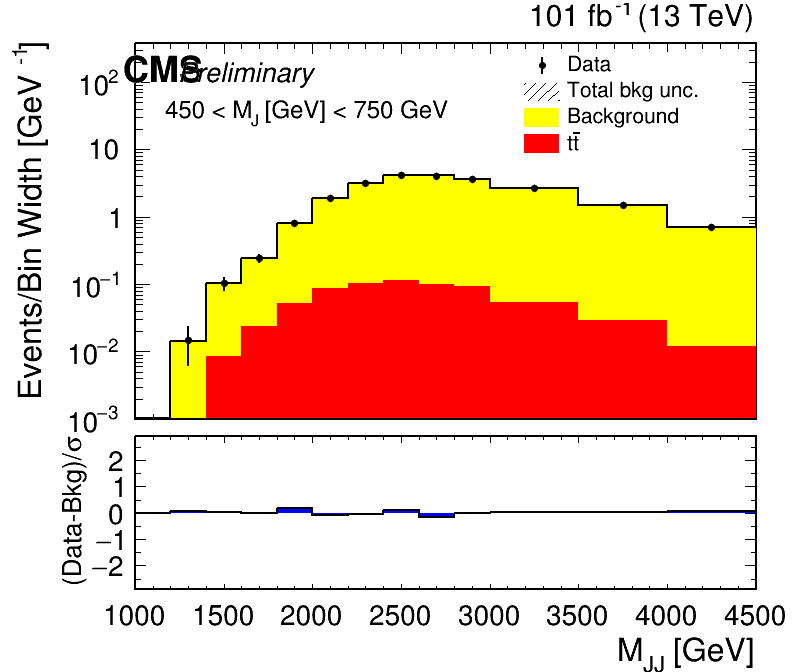 101 fb⁻¹ (13 TeV)
CMS Preliminary
450 < M_J [GeV] < 750 GeV
Data
Total bkg unc.
Background
tt̄
Events/Bin Width [GeV⁻¹]
10²
10
1
10⁻¹
10⁻²
10⁻³
(Data-Bkg)/σ
2
1
0
−1
−2
1000 1500 2000 2500 3000 3500 4000 4500
M_JJ [GeV]